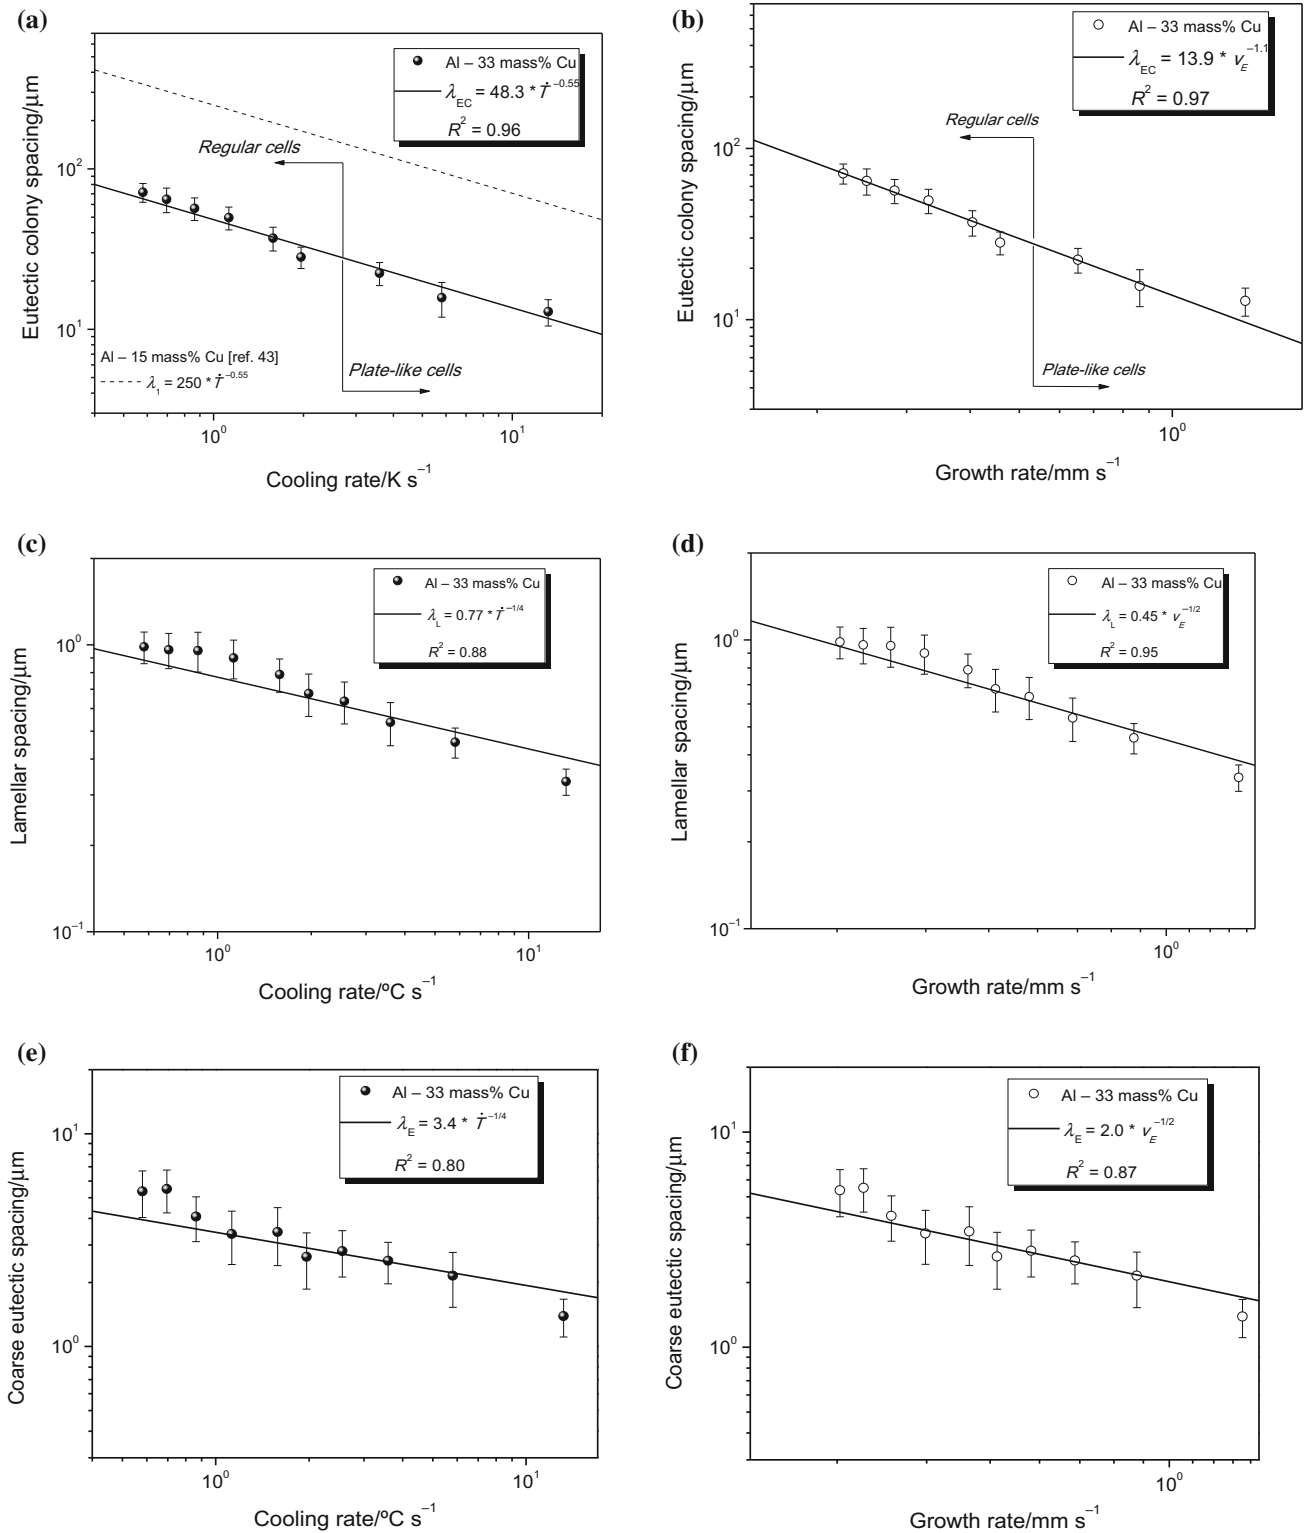 (a)
Al – 33 mass% Cu
λEC = 48.3 * Ṫ^–0.55
R² = 0.96
Regular cells
Plate-like cells
Al – 15 mass% Cu [ref. 43]
λ1 = 250 * Ṫ^–0.55
10²
10¹
10⁰ 10¹
Eutectic colony spacing/μm
Cooling rate/K s⁻¹
(b)
Al – 33 mass% Cu
λEC = 13.9 * vE^–1.1
R² = 0.97
Regular cells
Plate-like cells
10²
10¹
10⁰
Eutectic colony spacing/μm
Growth rate/mm s⁻¹
(c)
Al – 33 mass% Cu
λL = 0.77 * Ṫ^–1/4
R² = 0.88
10⁰
10⁻¹
10⁰ 10¹
Lamellar spacing/μm
Cooling rate/ºC s⁻¹
(d)
Al – 33 mass% Cu
λL = 0.45 * vE^–1/2
R² = 0.95
10⁰
10⁻¹
10⁰
Lamellar spacing/μm
Growth rate/mm s⁻¹
(e)
Al – 33 mass% Cu
λE = 3.4 * Ṫ^–1/4
R² = 0.80
10¹
10⁰
10⁰ 10¹
Coarse eutectic spacing/μm
Cooling rate/ºC s⁻¹
(f)
Al – 33 mass% Cu
λE = 2.0 * vE^–1/2
R² = 0.87
10¹
10⁰
10⁰
Coarse eutectic spacing/μm
Growth rate/mm s⁻¹